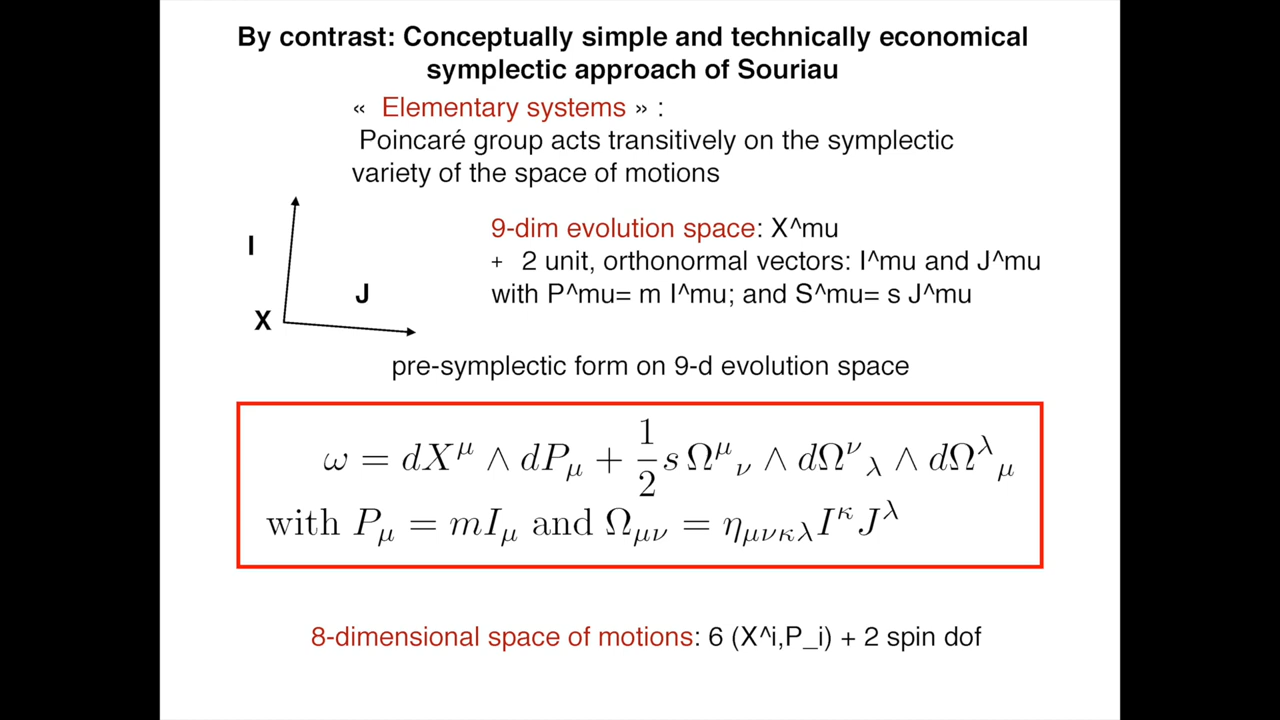 By contrast: Conceptually simple and technically economical
symplectic approach of Souriau
« Elementary systems » :
Poincaré group acts transitively on the symplectic
variety of the space of motions
I
J
X
9-dim evolution space: X^mu
+ 2 unit, orthonormal vectors: I^mu and J^mu
with P^mu= m I^mu; and S^mu= s J^mu
pre-symplectic form on 9-d evolution space
ω = dX^μ ∧ dP_μ + 1/2 s Ω^μ_ν ∧ dΩ^ν_λ ∧ dΩ^λ_μ
with P_μ = mI_μ and Ω_μν = η_μνκλ I^κ J^λ
8-dimensional space of motions: 6 (X^i,P_i) + 2 spin dof